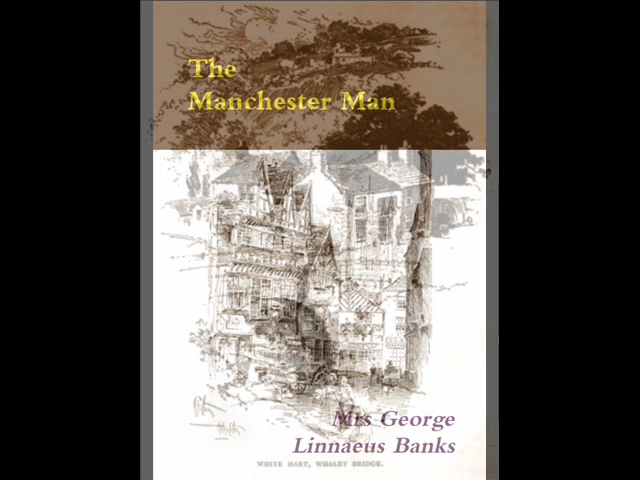 The
Manchester Man
Mrs George
Linnaeus Banks
WHITE HART, WHALEY BRIDGE.